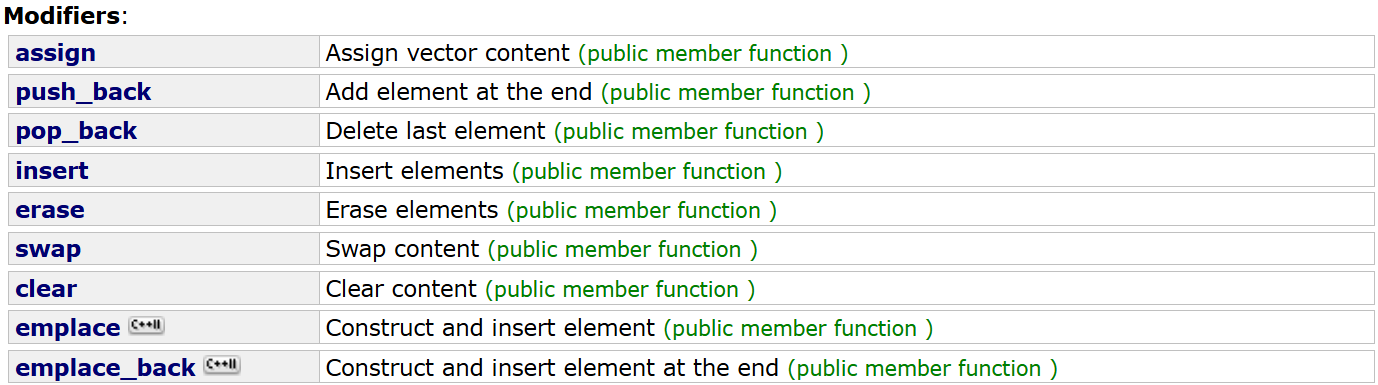 Modifiers:
assign Assign vector content (public member function )
push_back Add element at the end (public member function )
pop_back Delete last element (public member function )
insert Insert elements (public member function )
erase Erase elements (public member function )
swap Swap content (public member function )
clear Clear content (public member function )
emplace C++11 Construct and insert element (public member function )
emplace_back C++11 Construct and insert element at the end (public member function )